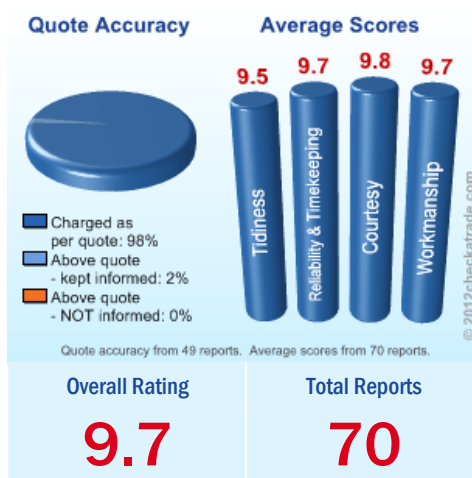 Quote Accuracy
Average Scores
9.5
9.7
9.8
9.7
Tidiness
Reliability & Timekeeping
Courtesy
Workmanship
Charged as
per quote: 98%
Above quote
- kept informed: 2%
Above quote
- NOT informed: 0%
© 2012checkatrade.com
Quote accuracy from 49 reports. Average scores from 70 reports.
Overall Rating
Total Reports
9.7
70